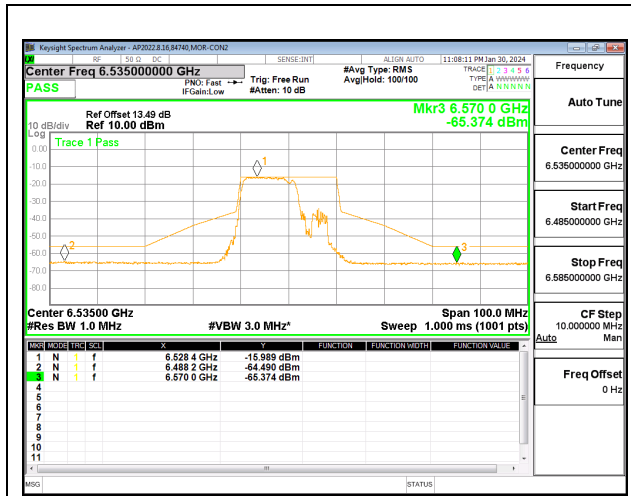 Keysight Spectrum Analyzer - AP2022.8.16,84740,MOR-CON2
RF 50 Ω DC SENSE:INT ALIGN AUTO 11:08:11 PM Jan 30, 2024
Center Freq 6.535000000 GHz
PNO: Fast
IFGain:Low
Trig: Free Run
#Atten: 10 dB
#Avg Type: RMS
Avg|Hold: 100/100
TRACE 1 2 3 4 5 6
TYPE A WWWWW
DET A N N N N N
PASS
Ref Offset 13.49 dB
10 dB/div Ref 10.00 dBm
Mkr3 6.570 0 GHz
-65.374 dBm
Log
Trace 1 Pass
0.00
-10.0
-20.0
-30.0
-40.0
-50.0
-60.0
-70.0
-80.0
1
2
3
Center 6.53500 GHz Span 100.0 MHz
#Res BW 1.0 MHz #VBW 3.0 MHz* Sweep 1.000 ms (1001 pts)
MKR MODE TRC SCL X Y FUNCTION FUNCTION WIDTH FUNCTION VALUE
1 N 1 f 6.528 4 GHz -15.989 dBm
2 N 1 f 6.488 2 GHz -64.490 dBm
3 N 1 f 6.570 0 GHz -65.374 dBm
4
5
6
7
8
9
10
11
MSG STATUS
Frequency
Auto Tune
Center Freq
6.535000000 GHz
Start Freq
6.485000000 GHz
Stop Freq
6.585000000 GHz
CF Step
10.000000 MHz
Auto Man
Freq Offset
0 Hz